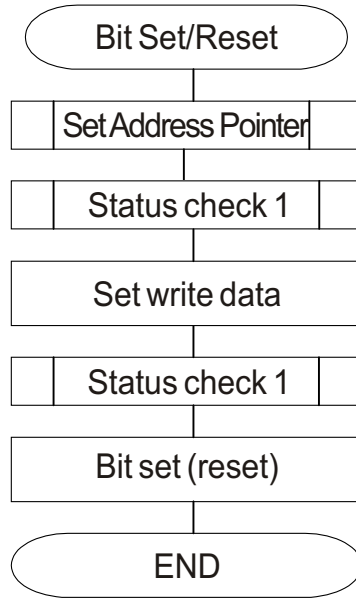 Bit Set/Reset
Set Address Pointer
Status check 1
Set write data
Status check 1
Bit set (reset)
END